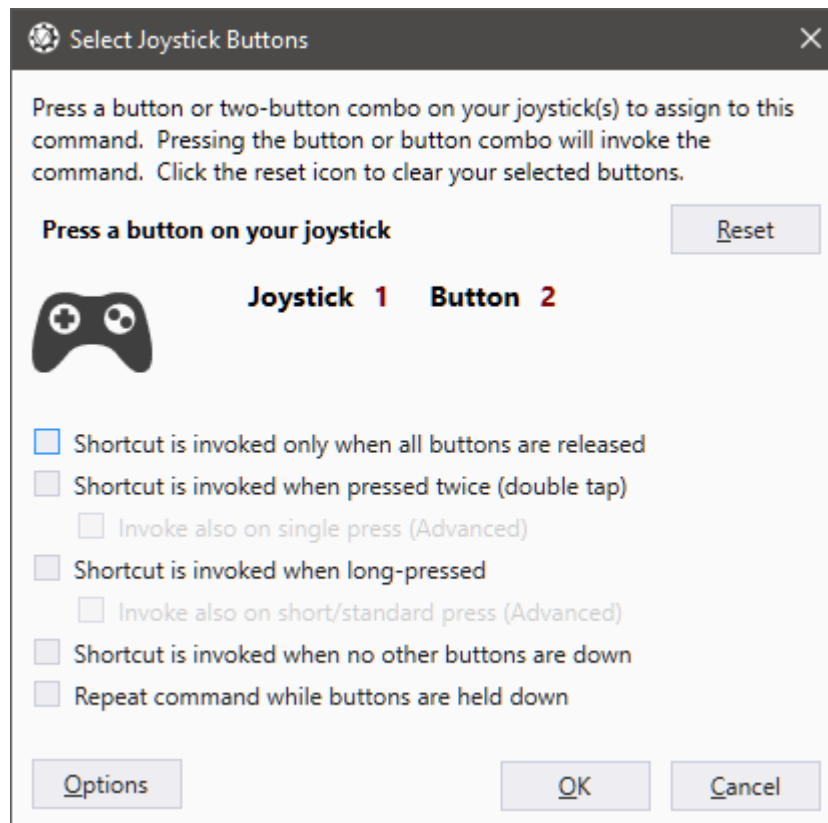 Select Joystick Buttons
Press a button or two-button combo on your joystick(s) to assign to this
command.  Pressing the button or button combo will invoke the
command.  Click the reset icon to clear your selected buttons.
Press a button on your joystick
Reset
Joystick 1 Button 2
Shortcut is invoked only when all buttons are released
Shortcut is invoked when pressed twice (double tap)
Invoke also on single press (Advanced)
Shortcut is invoked when long-pressed
Invoke also on short/standard press (Advanced)
Shortcut is invoked when no other buttons are down
Repeat command while buttons are held down
Options
OK
Cancel